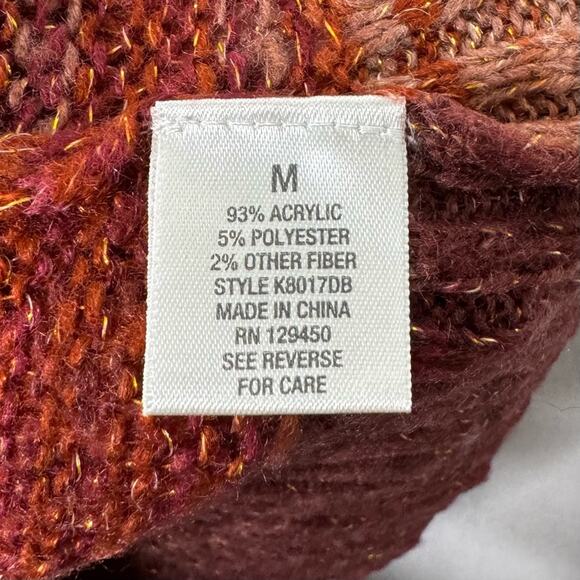 M
93% ACRYLIC
5% POLYESTER
2% OTHER FIBER
STYLE K8017DB
MADE IN CHINA
RN 129450
SEE REVERSE
FOR CARE